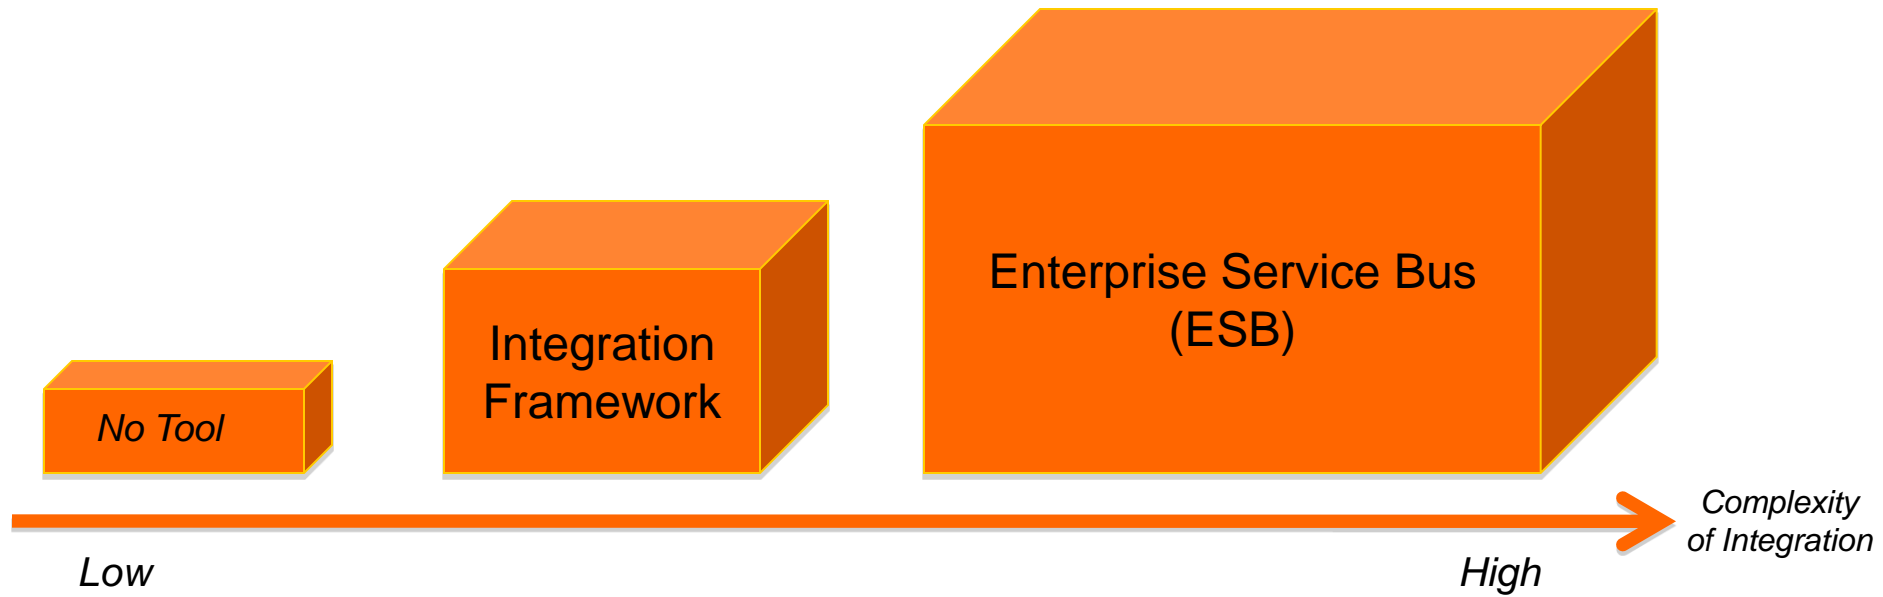 No Tool
Integration
Framework
Enterprise Service Bus
(ESB)
Complexity
of Integration
Low
High